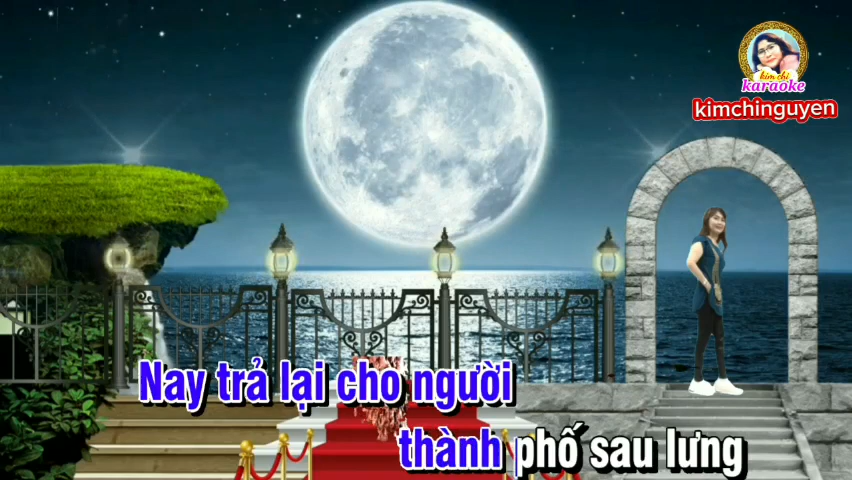 kim chi
karaoke
kimchinguyen
Nay trả lại cho người
thành phố sau lưng